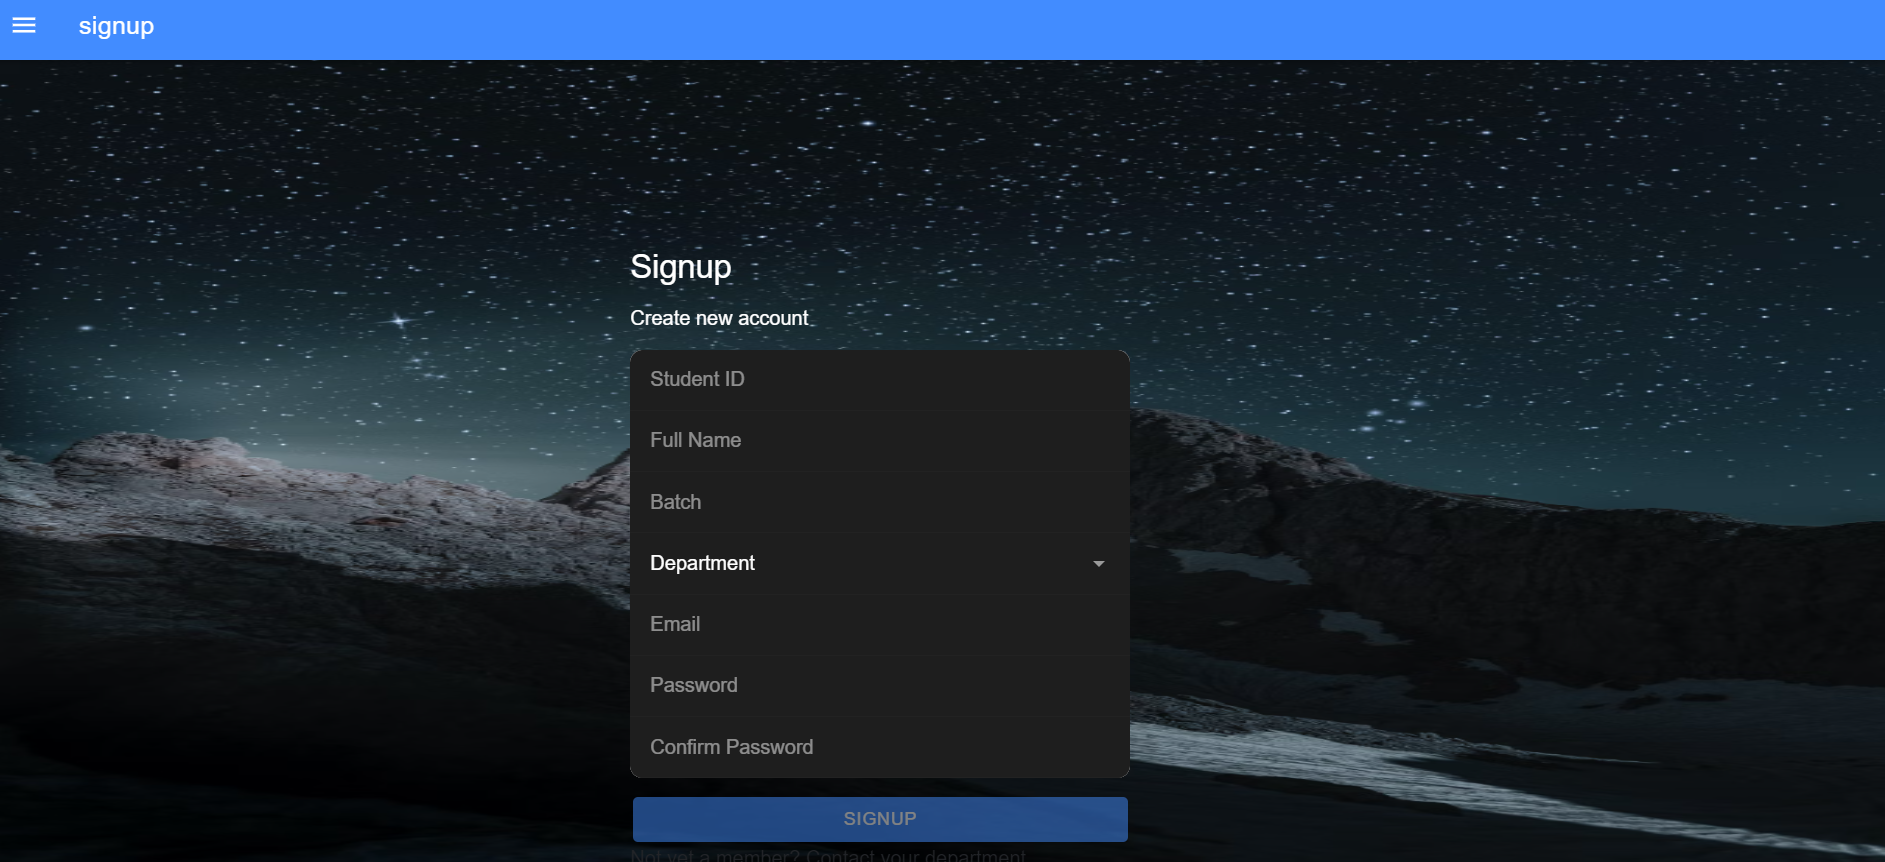 signup
Signup
Create new account
Student ID
Full Name
Batch
Department
Email
Password
Confirm Password
SIGNUP
Not yet a member? Contact your department